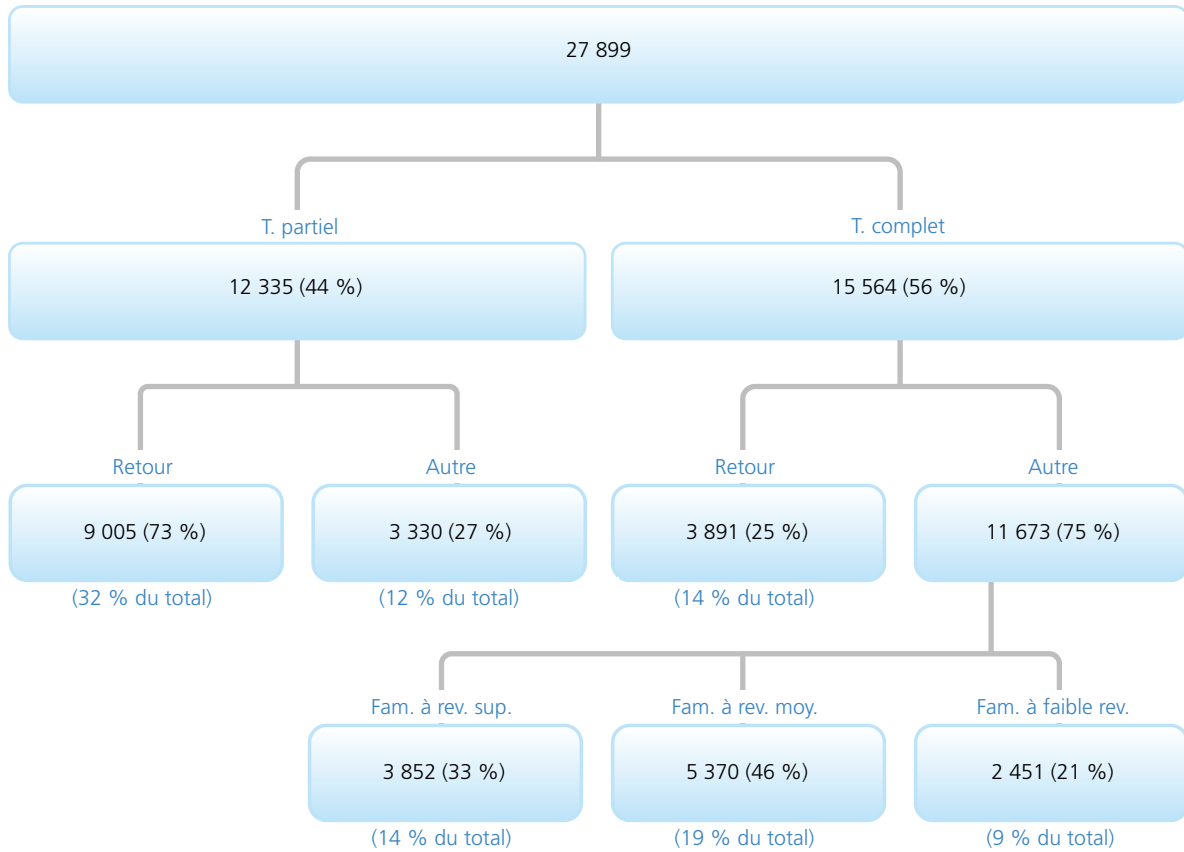 27 899
T. partiel
T. complet
12 335 (44 %)
15 564 (56 %)
Retour
Autre
Retour
Autre
9 005 (73 %)
3 330 (27 %)
3 891 (25 %)
11 673 (75 %)
(32 % du total)
(12 % du total)
(14 % du total)
Fam. à rev. sup.
Fam. à rev. moy.
Fam. à faible rev.
3 852 (33 %)
5 370 (46 %)
2 451 (21 %)
(14 % du total)
(19 % du total)
(9 % du total)